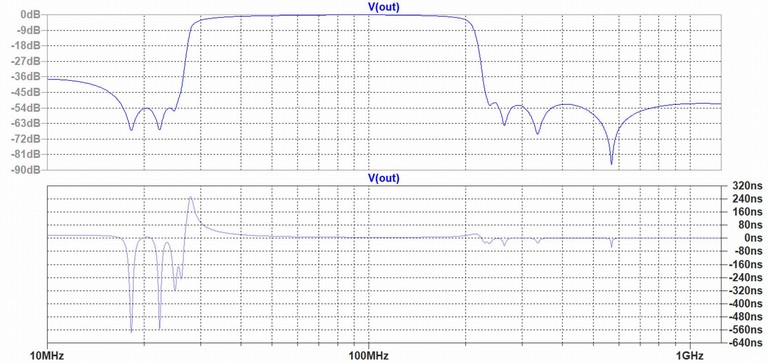 V(out)
0dB
-9dB
-18dB
-27dB
-36dB
-45dB
-54dB
-63dB
-72dB
-81dB
-90dB
V(out)
320ns
240ns
160ns
80ns
0ns
-80ns
-160ns
-240ns
-320ns
-400ns
-480ns
-560ns
-640ns
10MHz 100MHz 1GHz